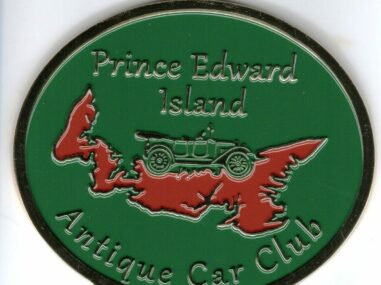 Prince Edward
Island
Antique Car Club